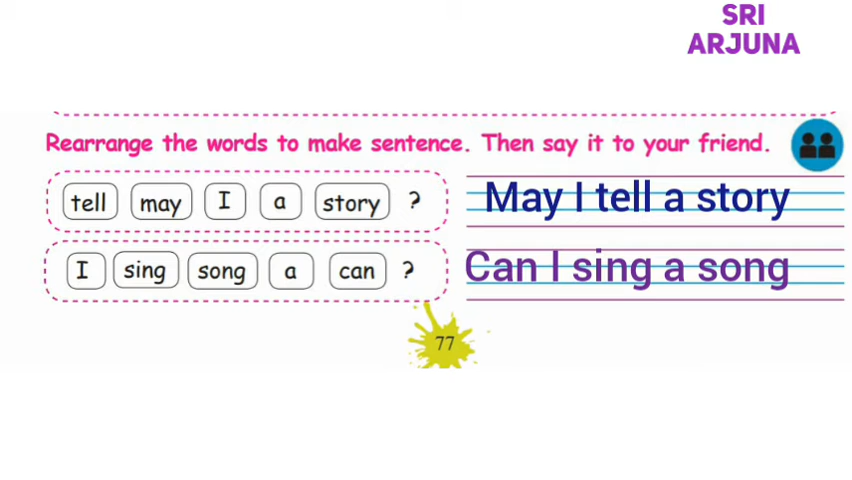 SRI
ARJUNA
Rearrange the words to make sentence. Then say it to your friend.
tell may I a story ? May I tell a story
I sing song a can ? Can I sing a song
77